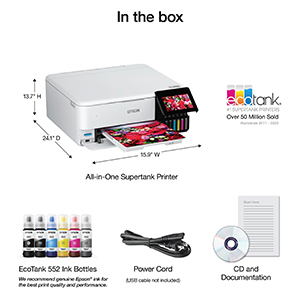 In the box
13.7" H
24.1" D
15.9" W
EPSON
ecotank.
#1 SUPERTANK PRINTERS
Over 50 Million Sold
All-in-One Supertank Printer
EcoTank 552 Ink Bottles
We recommend genuine Epson® ink for
the best print quality and performance.
Power Cord
(USB cable not included)
CD and
Documentation